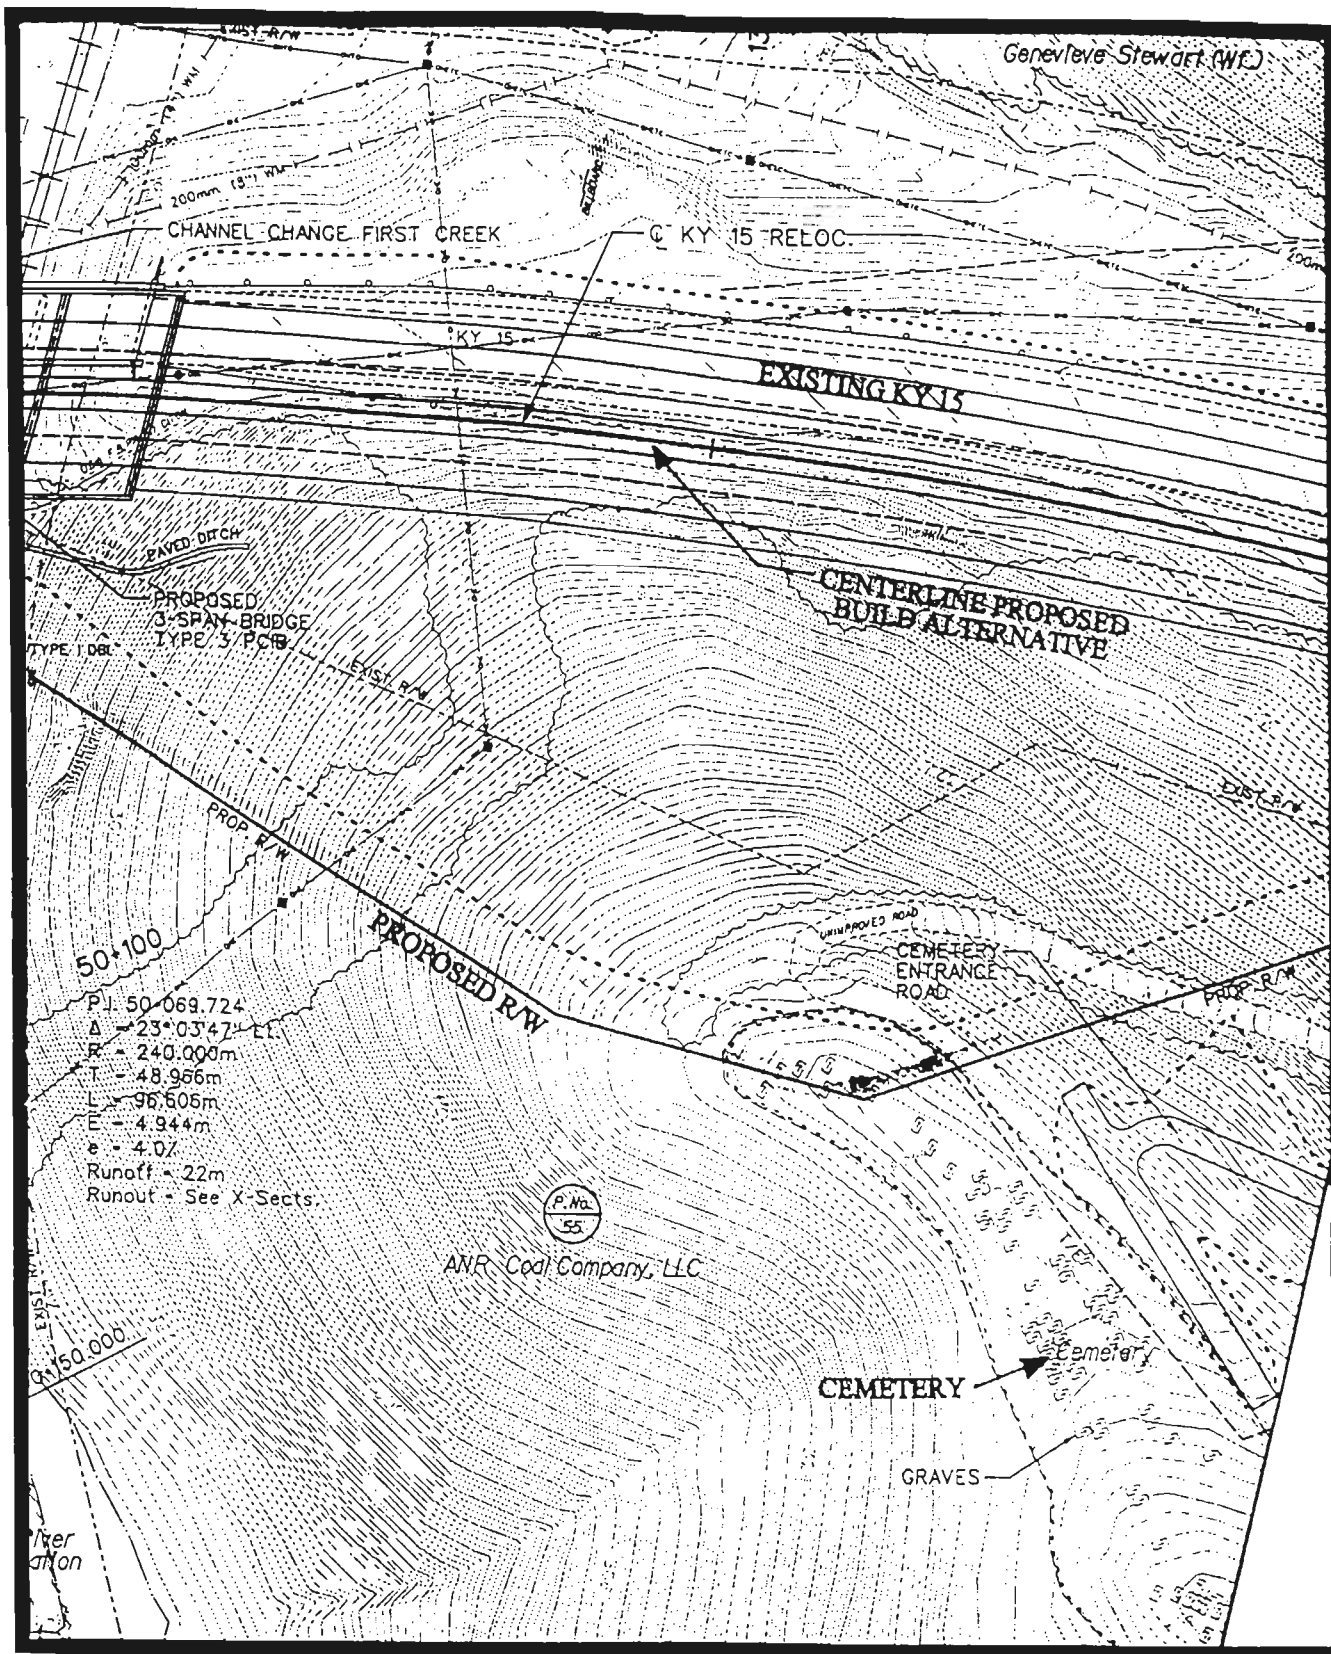 EXIST R/W
Genevieve Stewart (Wf.)
200mm (8") WM
CHANNEL CHANGE FIRST CREEK
℄ KY 15 RELOC.
200m
KY 15
EXISTING KY 15
PAVED DITCH
CENTERLINE PROPOSED
BUILD ALTERNATIVE
PROPOSED
3-SPAN BRIDGE
TYPE 3 PCIB
TYPE 1 DBL
EXIST. R/W
EXIST. R/W
PROP R/W
PROPOSED R/W
UNIMPROVED ROAD
CEMETERY
ENTRANCE
ROAD
PROP. R/W
50+100
P.I. 50+069.724
Δ = 23°03'47" LT.
R = 240.000m
T = 48.966m
L = 96.606m
E = 4.944m
e = 4.0%
Runoff = 22m
Runout = See X-Sects.
P. No.
55
ANR Coal Company, LLC
EXIST R/W
50.000
Cemetery
CEMETERY
GRAVES